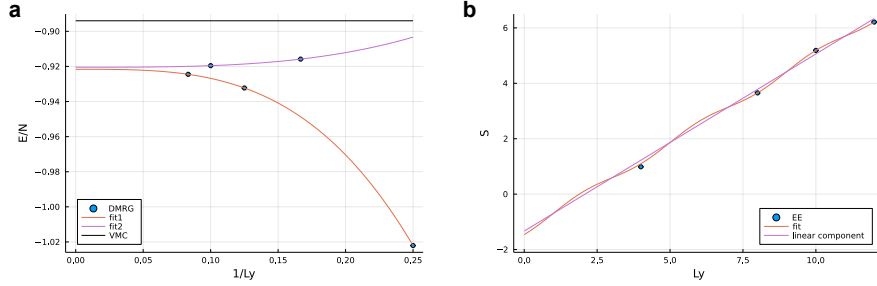 a
−0.90
−0.92
−0.94
−0.96
−0.98
−1.00
−1.02
E/N
0,00
0,05
0,10
0,15
0,20
0,25
1/Ly
DMRG
fit1
fit2
VMC
b
6
4
2
0
−2
S
0,0
2,5
5,0
7,5
10,0
Ly
EE
fit
linear component